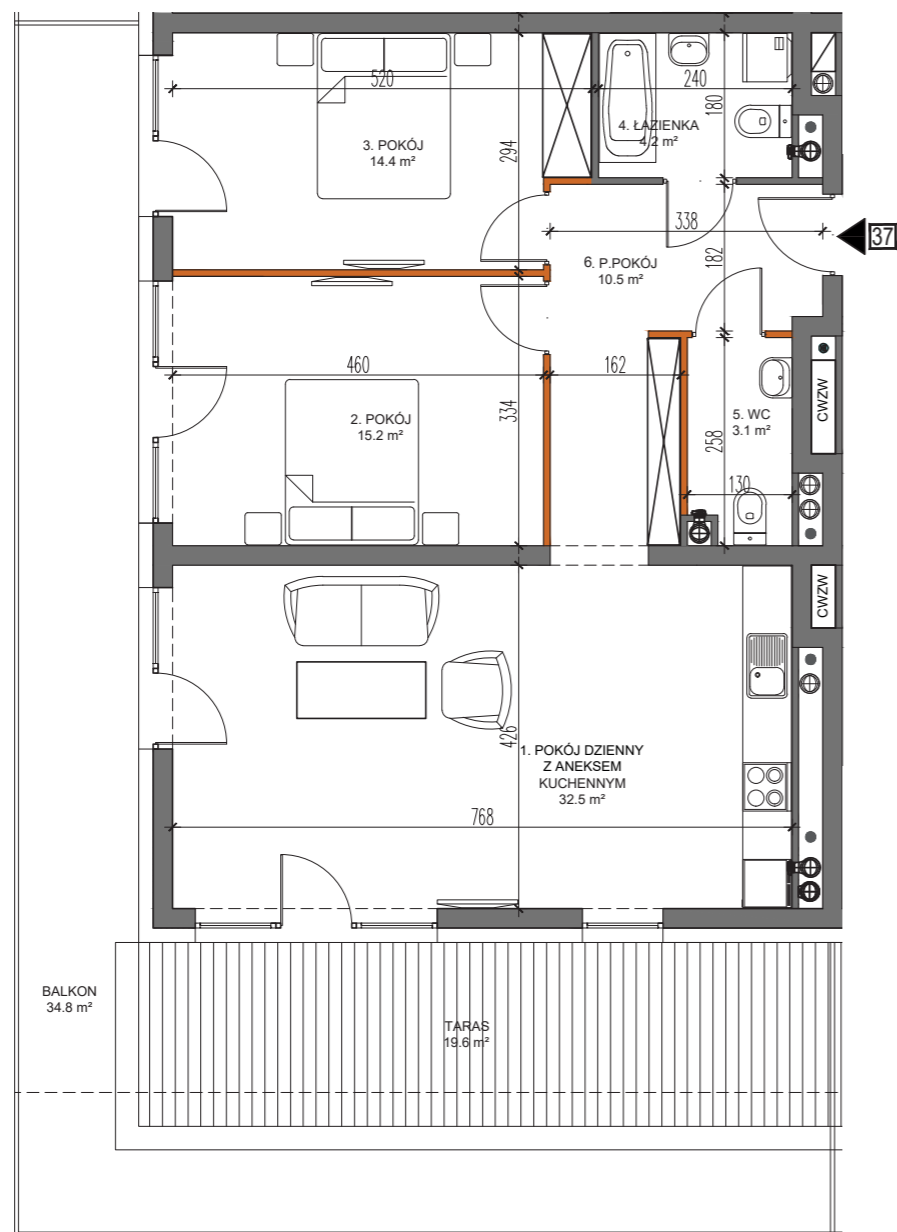 520
240
180
3. POKÓJ
14.4 m²
294
4. ŁAZIENKA
4.2 m²
338
37
6. P.POKÓJ
10.5 m²
182
460
162
334
2. POKÓJ
15.2 m²
5. WC
3.1 m²
258
130
CWZW
CWZW
426
1. POKÓJ DZIENNY
Z ANEKSEM
KUCHENNYM
32.5 m²
768
BALKON
34.8 m²
TARAS
19.6 m²